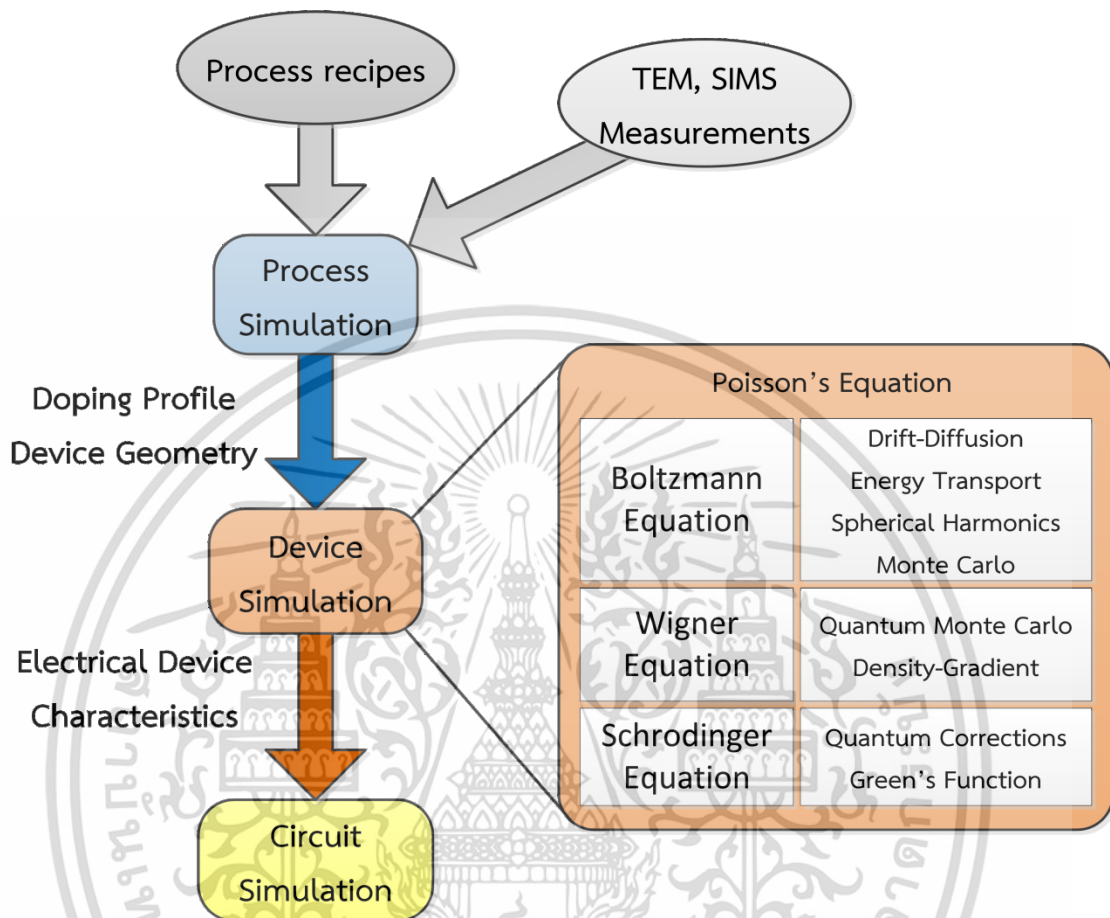 Process recipes
TEM, SIMS
Measurements
Process
Simulation
Doping Profile
Device Geometry
Device
Simulation
Electrical Device
Characteristics
Circuit
Simulation
Poisson's Equation
Boltzmann
Equation
Drift-Diffusion
Energy Transport
Spherical Harmonics
Monte Carlo
Wigner
Equation
Quantum Monte Carlo
Density-Gradient
Schrodinger
Equation
Quantum Corrections
Green's Function